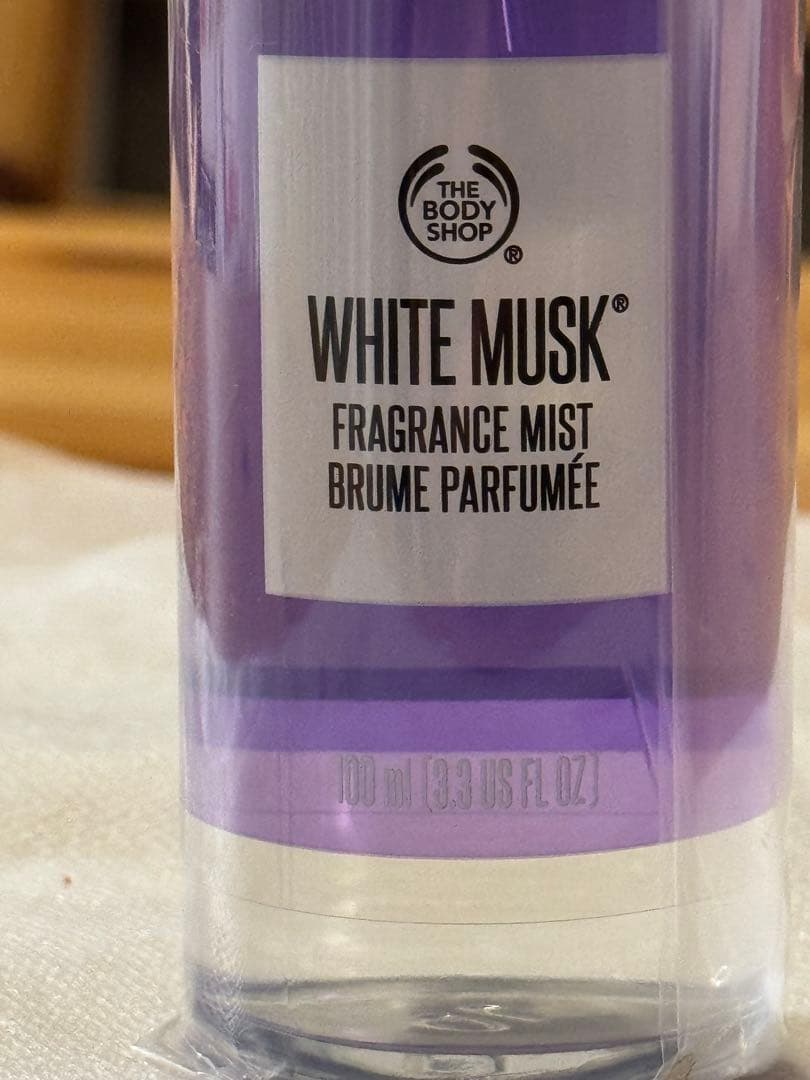 THE
BODY
SHOP®
WHITE MUSK®
FRAGRANCE MIST
BRUME PARFUMÉE
100 ml (3.3 US FL OZ)